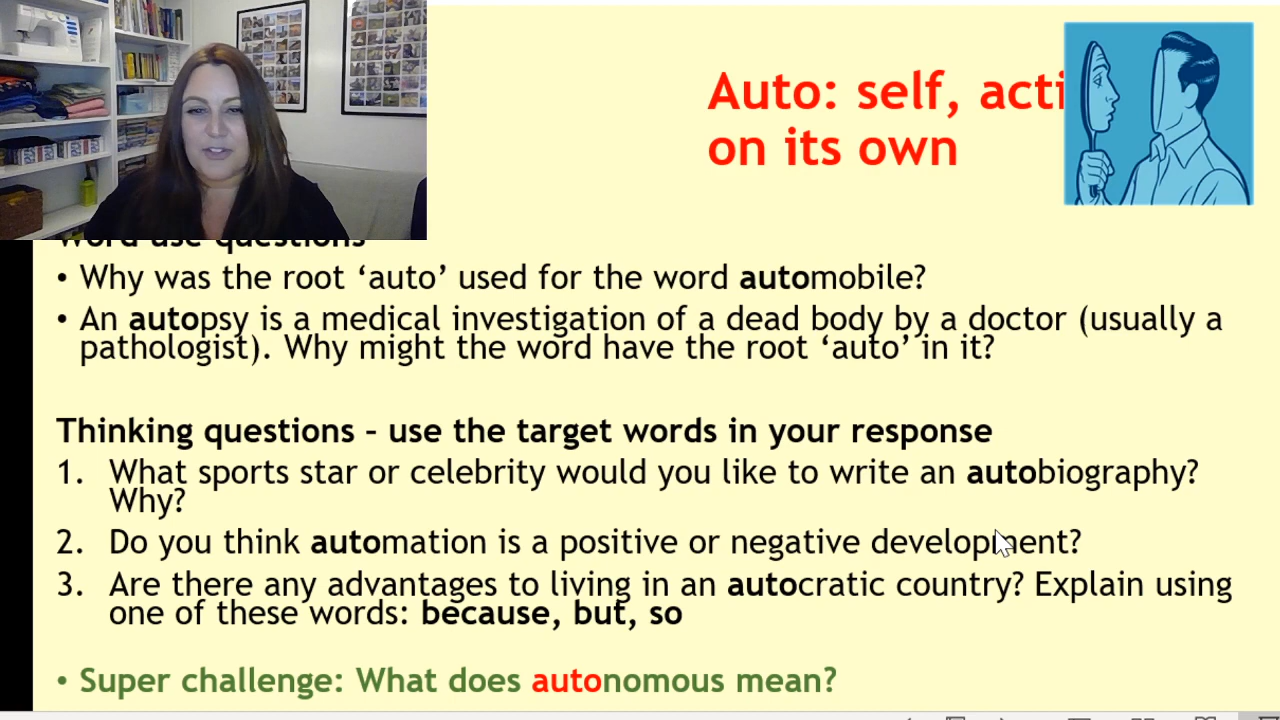 Auto: self, acti
on its own
Word use questions
• Why was the root ‘auto’ used for the word automobile?
• An autopsy is a medical investigation of a dead body by a doctor (usually a
pathologist). Why might the word have the root ‘auto’ in it?
Thinking questions – use the target words in your response
1. What sports star or celebrity would you like to write an autobiography?
Why?
2. Do you think automation is a positive or negative development?
3. Are there any advantages to living in an autocratic country? Explain using
one of these words: because, but, so
• Super challenge: What does autonomous mean?